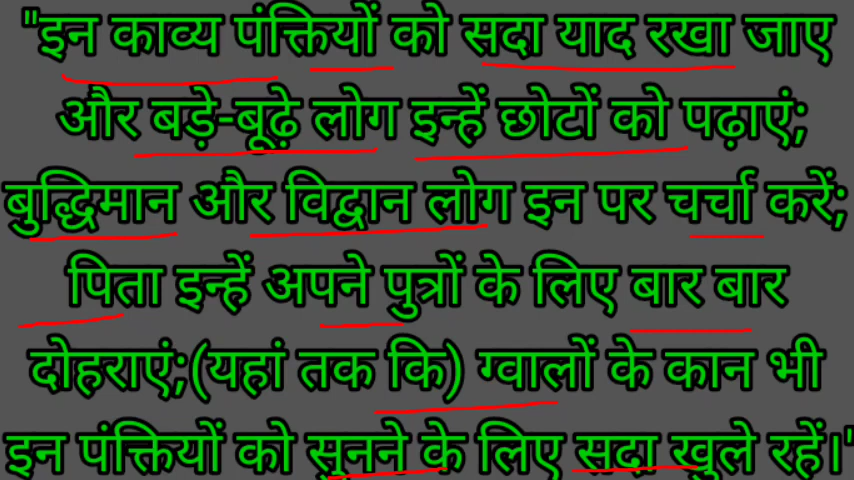 "इन काव्य पंक्तियों को सदा याद रखा जाए
और बड़े-बूढ़े लोग इन्हें छोटों को पढ़ाएं;
बुद्धिमान और विद्वान लोग इन पर चर्चा करें;
पिता इन्हें अपने पुत्रों के लिए बार बार
दोहराएं;(यहां तक कि) ग्वालों के कान भी
इन पंक्तियों को सुनने के लिए सदा खुले रहें।"